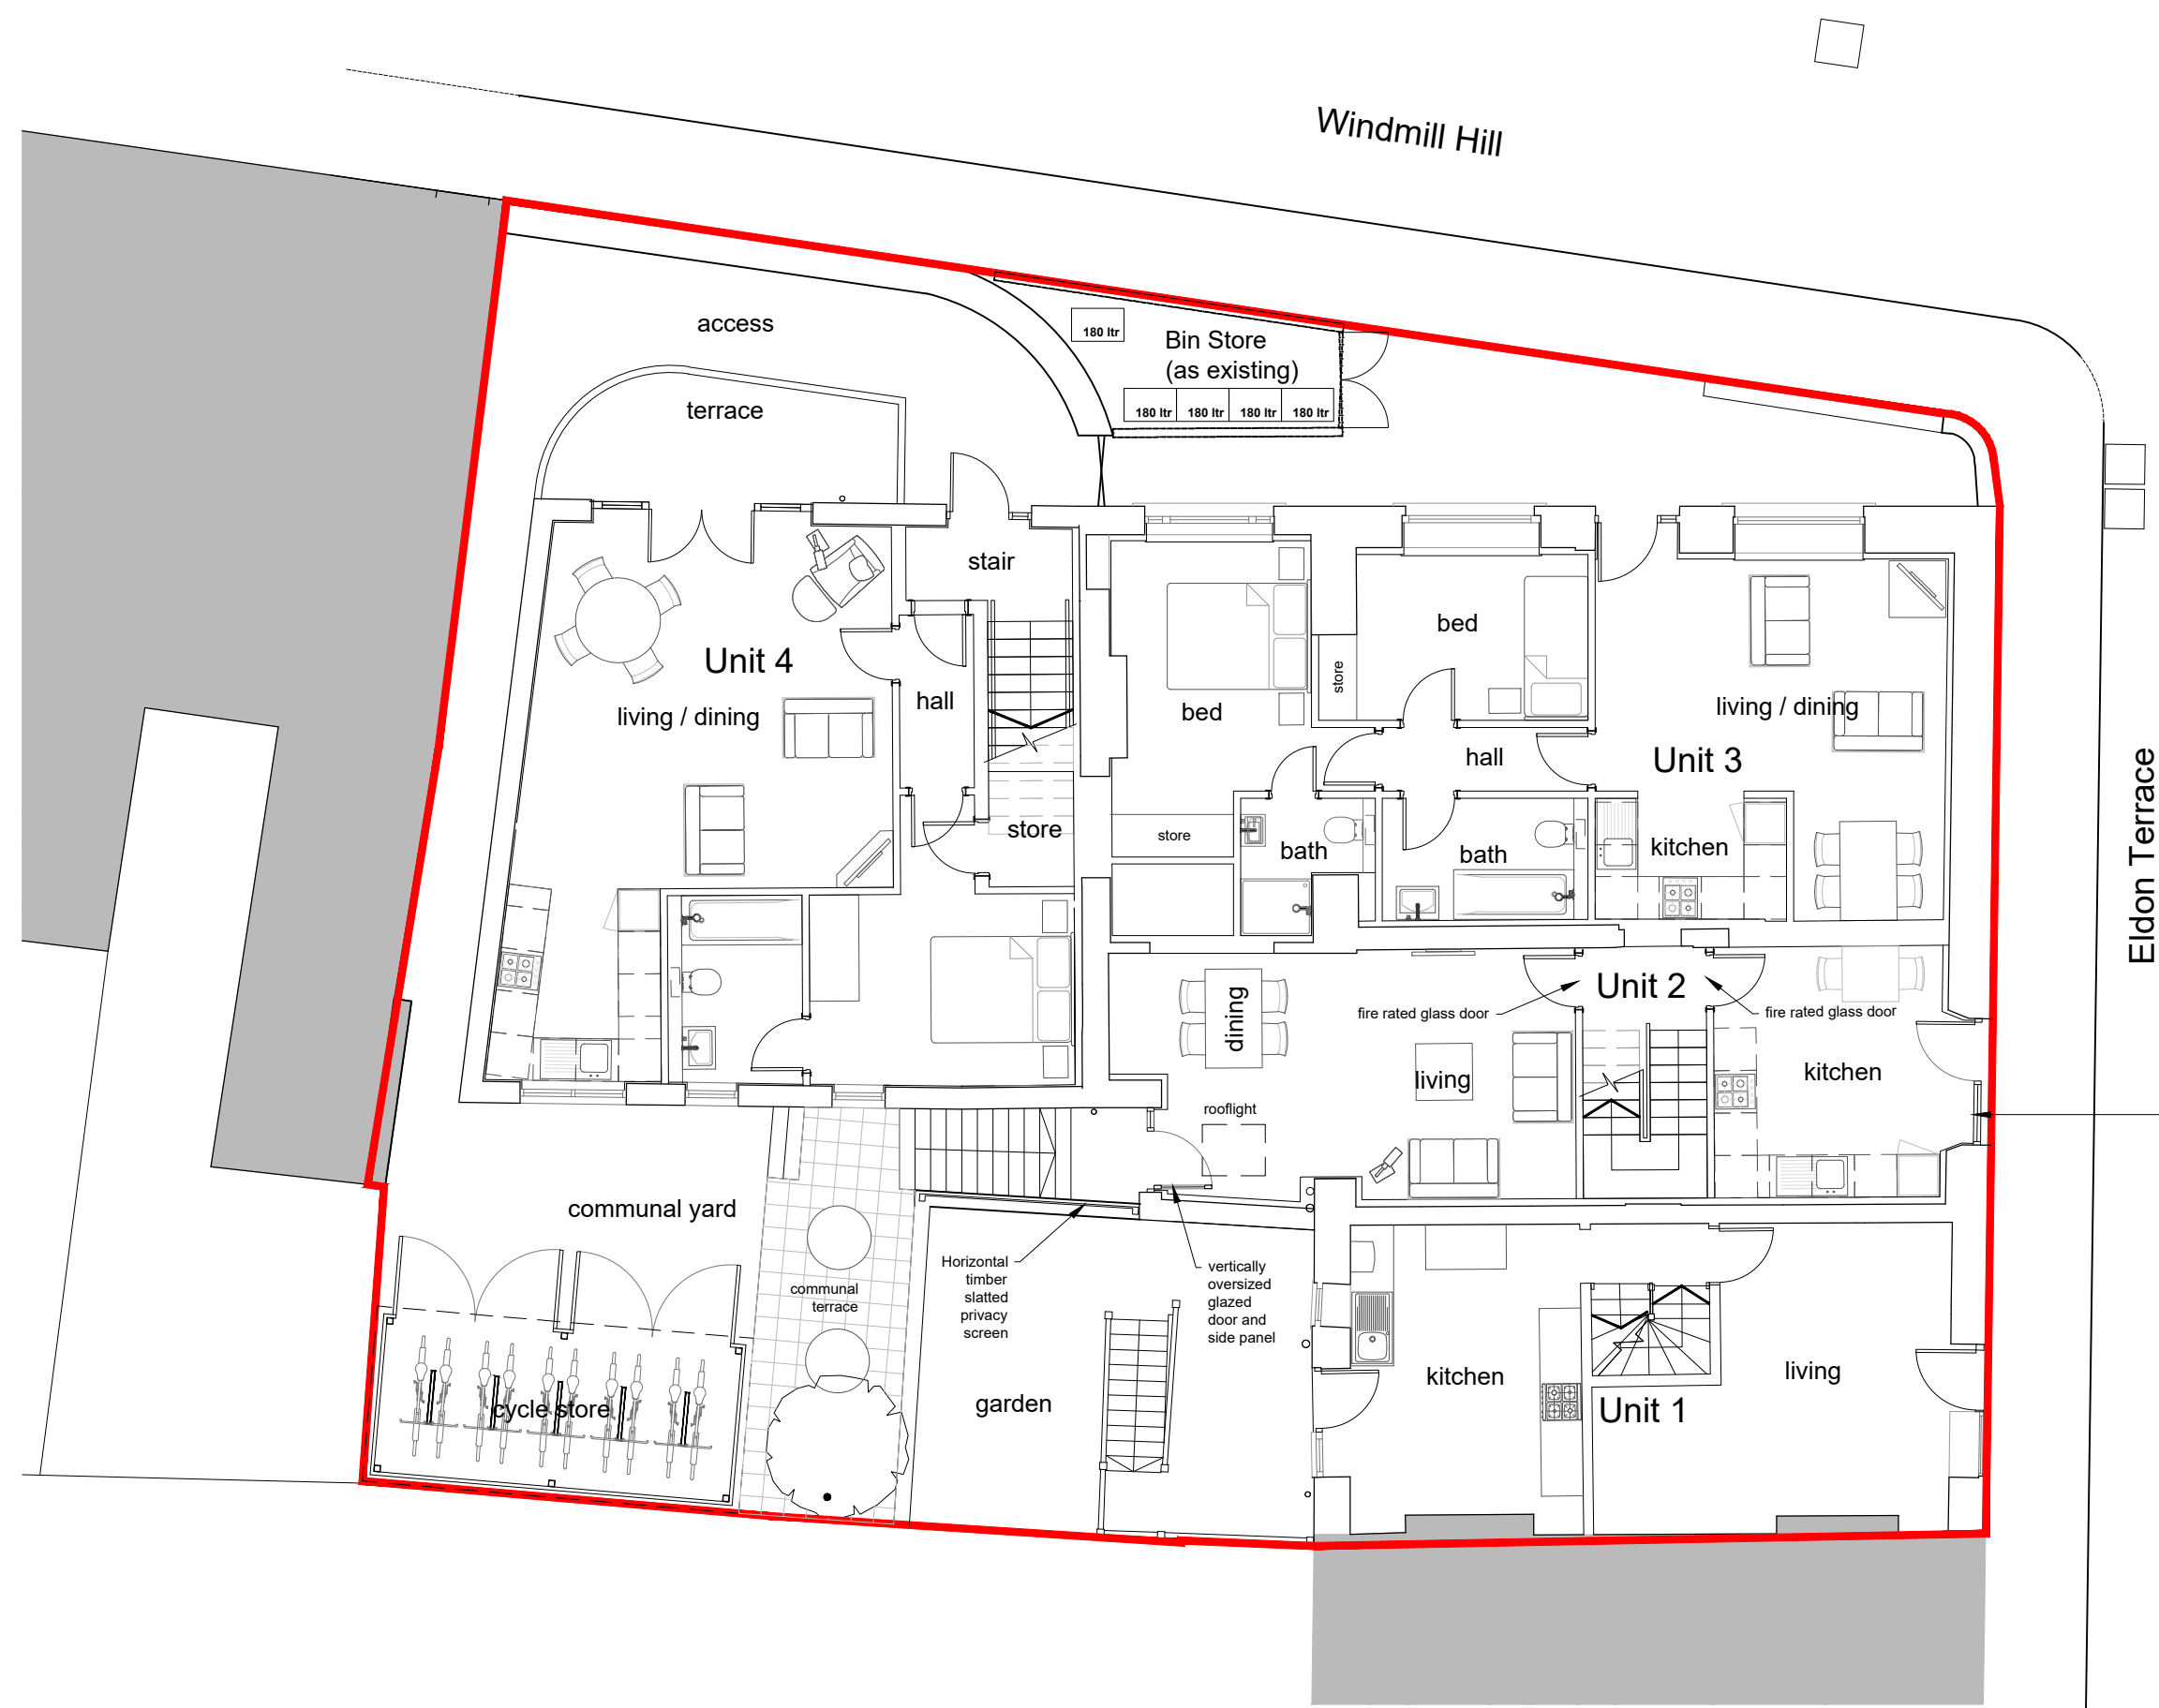 Windmill Hill
access
180 ltr
Bin Store
(as existing)
180 ltr
180 ltr
180 ltr
180 ltr
terrace
stair
Unit 4
living / dining
hall
store
bed
store
bed
hall
living / dining
Unit 3
Eldon Terrace
store
bath
bath
kitchen
dining
fire rated glass door
Unit 2
fire rated glass door
living
kitchen
rooflight
communal yard
communal
terrace
Horizontal
timber
slatted
privacy
screen
vertically
oversized
glazed
door and
side panel
cycle store
garden
kitchen
Unit 1
living